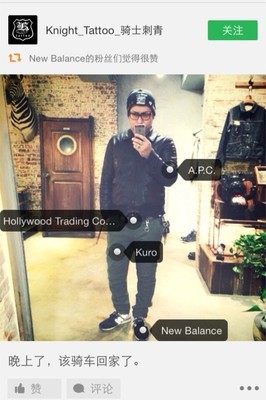 Knight_Tattoo_骑士刺青
关注
New Balance的粉丝们觉得很赞
A.P.C.
Hollywood Trading Co…
Kuro
New Balance
晚上了，该骑车回家了。
赞
评论